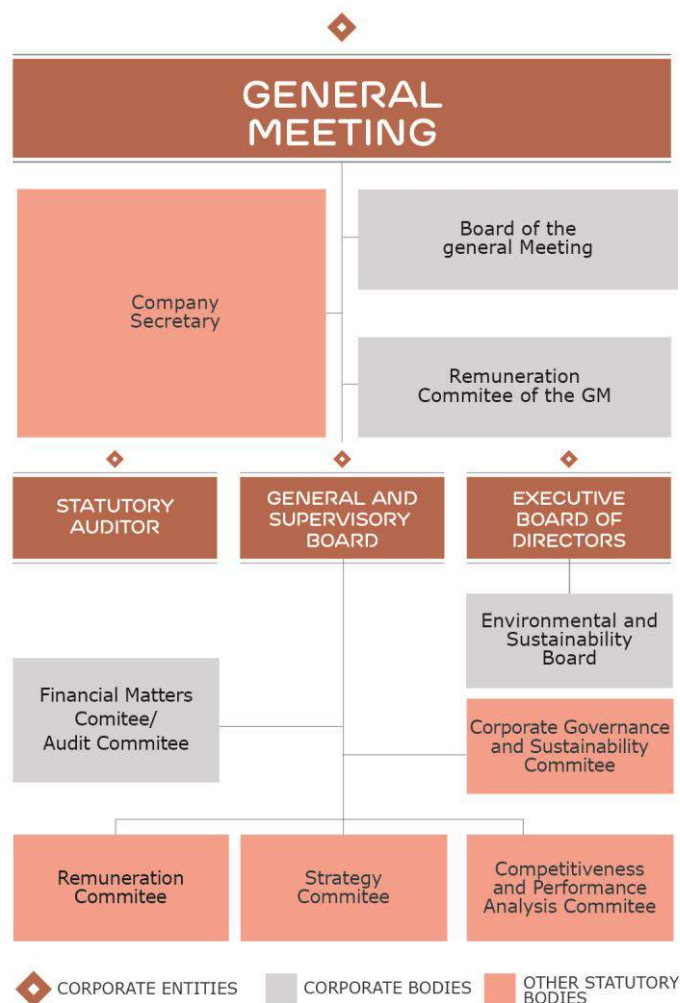 GENERAL
MEETING
Company
Secretary
Board of the
general Meeting
Remuneration
Commitee of the GM
STATUTORY
AUDITOR
GENERAL AND
SUPERVISORY
BOARD
EXECUTIVE
BOARD OF
DIRECTORS
Environmental and
Sustainability
Board
Financial Matters
Comitee/
Audit Commitee
Corporate Governance
and Sustainability
Commitee
Remuneration
Commitee
Strategy
Commitee
Competitiveness
and Performance
Analysis Commitee
CORPORATE ENTITIES
CORPORATE BODIES
OTHER STATUTORY
BODIES